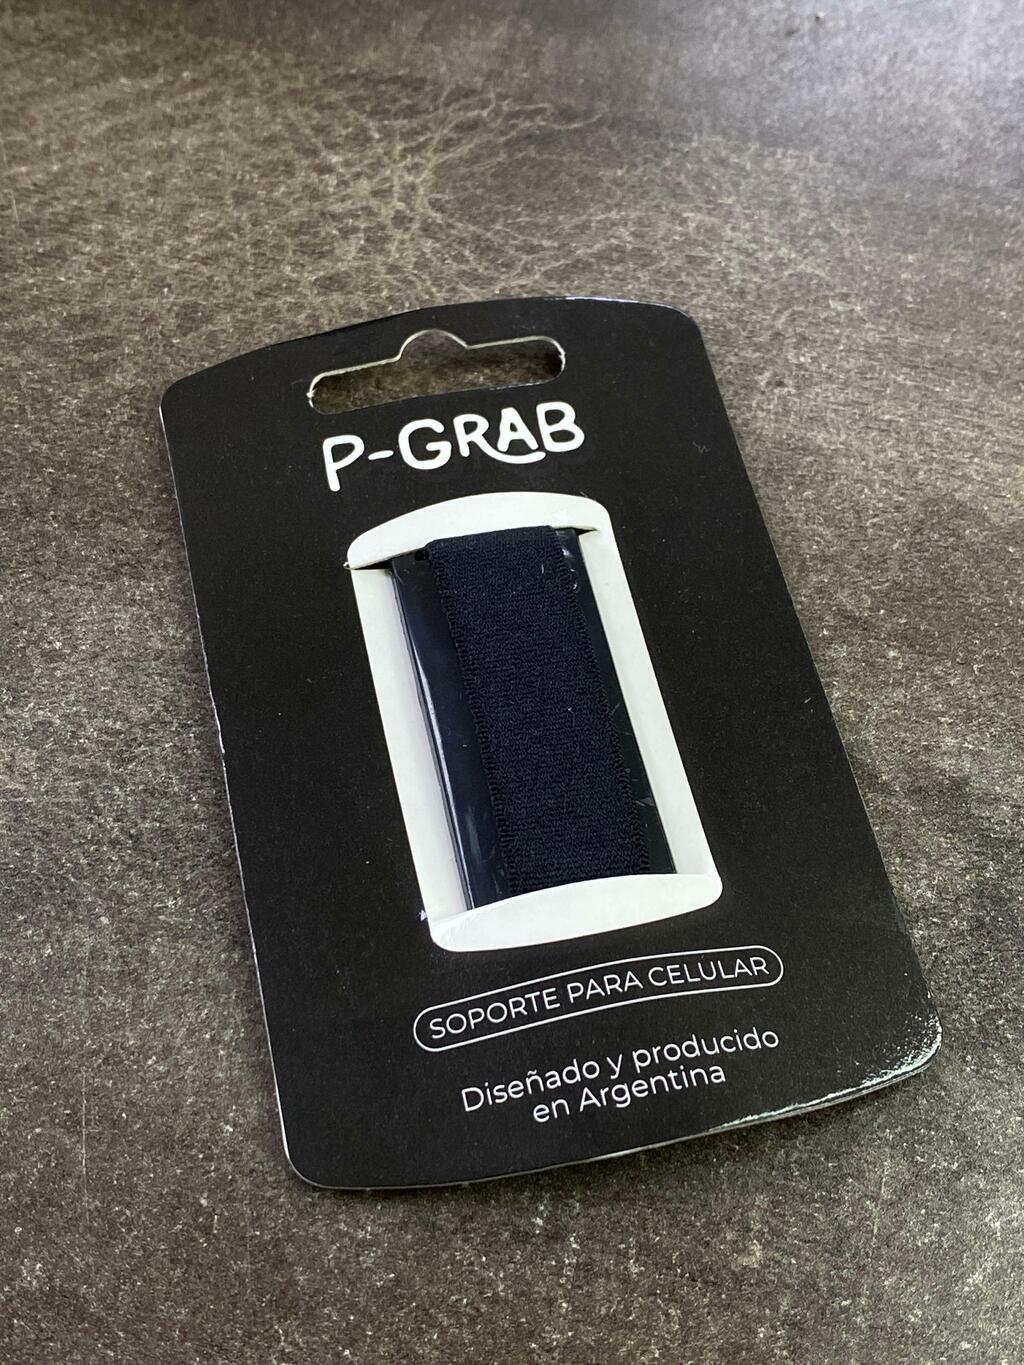 P-GRAB
SOPORTE PARA CELULAR
Diseñado y producido
en Argentina